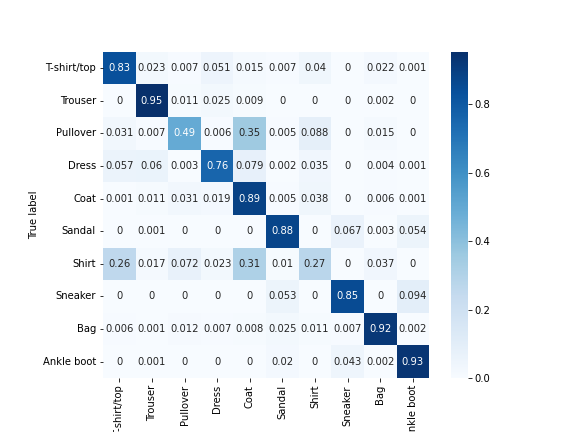 T-shirt/top 0.83 0.023 0.007 0.051 0.015 0.007 0.04 0 0.022 0.001
Trouser 0 0.95 0.011 0.025 0.009 0 0 0 0.002 0
Pullover 0.031 0.007 0.49 0.006 0.35 0.005 0.088 0 0.015 0
Dress 0.057 0.06 0.003 0.76 0.079 0.002 0.035 0 0.004 0.001
Coat 0.001 0.011 0.031 0.019 0.89 0.005 0.038 0 0.006 0.001
Sandal 0 0.001 0 0 0 0.88 0 0.067 0.003 0.054
Shirt 0.26 0.017 0.072 0.023 0.31 0.01 0.27 0 0.037 0
Sneaker 0 0 0 0 0 0.053 0 0.85 0 0.094
Bag 0.006 0.001 0.012 0.007 0.008 0.025 0.011 0.007 0.92 0.002
Ankle boot 0 0.001 0 0 0 0.02 0 0.043 0.002 0.93
True label
-shirt/top Trouser Pullover Dress Coat Sandal Shirt Sneaker Bag nkle boot
0.8
0.6
0.4
0.2
0.0